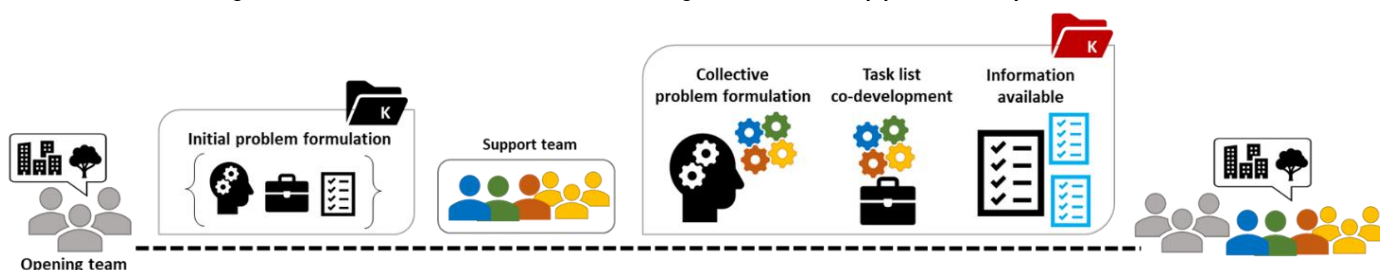 K
Initial problem formulation
Opening team
Support team
K
Collective
problem formulation
Task list
co-development
Information
available